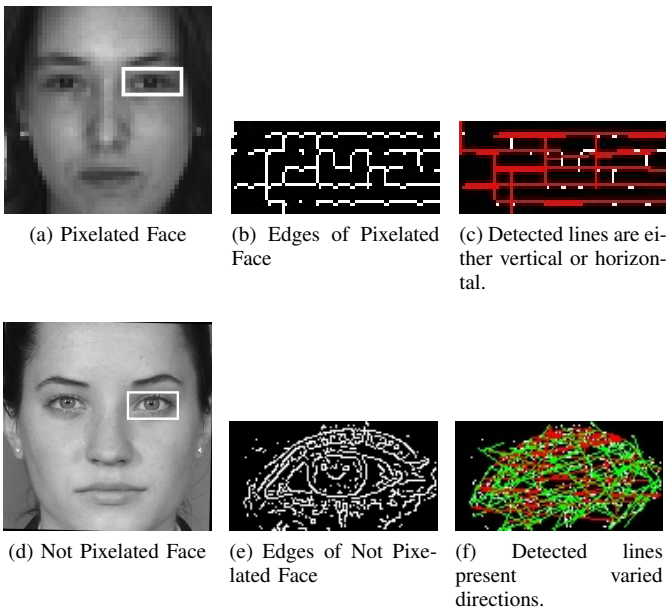 (a) Pixelated Face
(b) Edges of Pixelated
Face
(c) Detected lines are ei-
ther vertical or horizon-
tal.
(d) Not Pixelated Face
(e) Edges of Not Pixe-
lated Face
(f) Detected lines
present varied
directions.